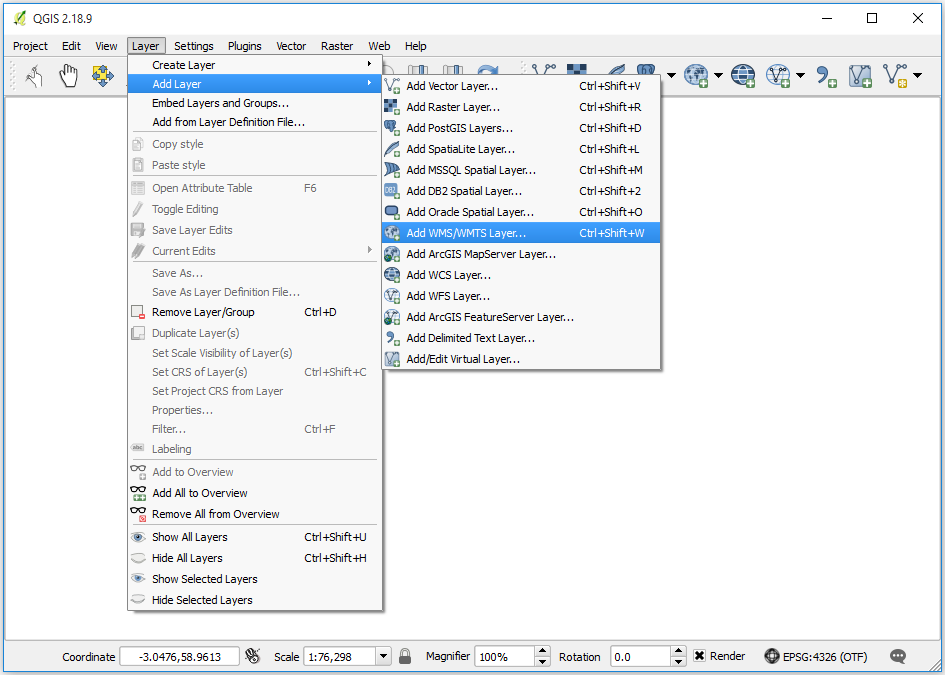 QGIS 2.18.9
Project Edit View Layer Settings Plugins Vector Raster Web Help
Create Layer
Add Layer
Embed Layers and Groups...
Add from Layer Definition File...
Copy style
Paste style
Open Attribute Table F6
Toggle Editing
Save Layer Edits
Current Edits
Save As...
Save As Layer Definition File...
Remove Layer/Group Ctrl+D
Duplicate Layer(s)
Set Scale Visibility of Layer(s)
Set CRS of Layer(s) Ctrl+Shift+C
Set Project CRS from Layer
Properties...
Filter... Ctrl+F
abc Labeling
Add to Overview
Add All to Overview
Remove All from Overview
Show All Layers Ctrl+Shift+U
Hide All Layers Ctrl+Shift+H
Show Selected Layers
Hide Selected Layers
Add Vector Layer... Ctrl+Shift+V
Add Raster Layer... Ctrl+Shift+R
Add PostGIS Layers... Ctrl+Shift+D
Add SpatiaLite Layer... Ctrl+Shift+L
Add MSSQL Spatial Layer... Ctrl+Shift+M
DB2 Add DB2 Spatial Layer... Ctrl+Shift+2
Add Oracle Spatial Layer... Ctrl+Shift+O
Add WMS/WMTS Layer... Ctrl+Shift+W
Add ArcGIS MapServer Layer...
Add WCS Layer...
Add WFS Layer...
Add ArcGIS FeatureServer Layer...
Add Delimited Text Layer...
Add/Edit Virtual Layer...
Coordinate -3.0476,58.9613 Scale 1:76,298 Magnifier 100% Rotation 0.0 Render EPSG:4326 (OTF)